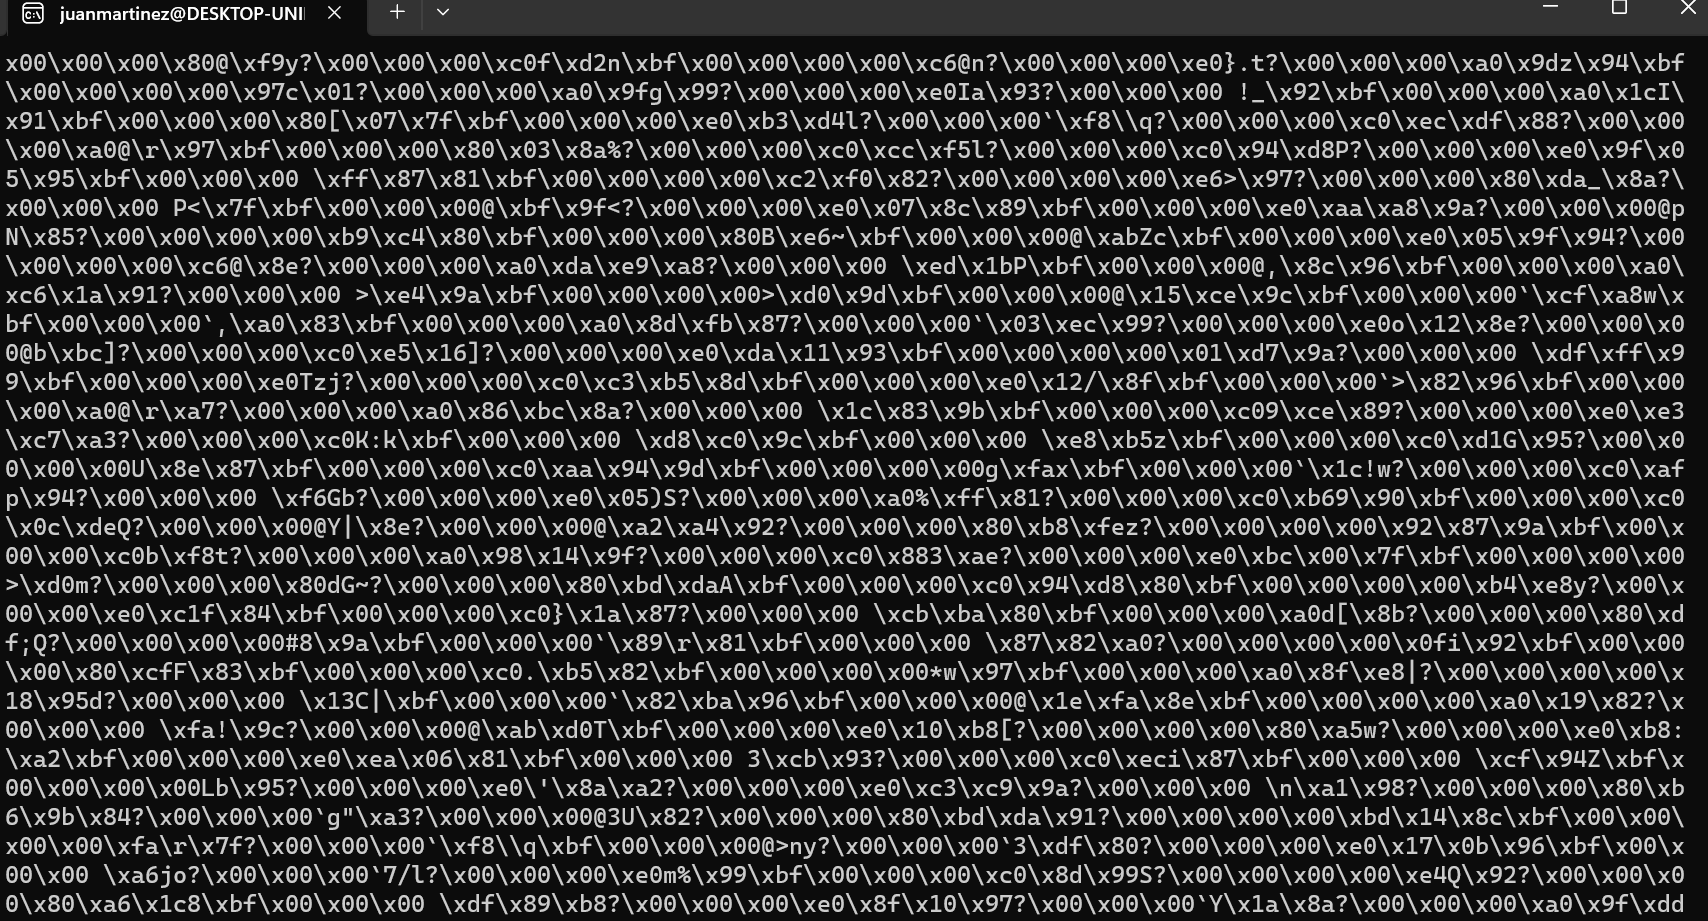 juanmartinez@DESKTOP-UNI
x00\x00\x00\x80@\xf9y?\x00\x00\x00\xc0f\xd2n\xbf\x00\x00\x00\x00\xc6@n?\x00\x00\x00\xe0}.t?\x00\x00\x00\xa0\x9dz\x94\xbf
\x00\x00\x00\x00\x97c\x01?\x00\x00\x00\xa0\x9fg\x99?\x00\x00\x00\xe0Ia\x93?\x00\x00\x00 !_\x92\xbf\x00\x00\x00\xa0\x1cI\
x91\xbf\x00\x00\x00\x80[\x07\x7f\xbf\x00\x00\x00\xe0\xb3\xd4l?\x00\x00\x00`\xf8\\q?\x00\x00\x00\xc0\xec\xdf\x88?\x00\x00
\x00\xa0@\r\x97\xbf\x00\x00\x00\x80\x03\x8a%?\x00\x00\x00\xc0\xcc\xf5l?\x00\x00\x00\xc0\x94\xd8P?\x00\x00\x00\xe0\x9f\x0
5\x95\xbf\x00\x00\x00 \xff\x87\x81\xbf\x00\x00\x00\x00\xc2\xf0\x82?\x00\x00\x00\x00\xe6>\x97?\x00\x00\x00\x80\xda_\x8a?\
x00\x00\x00 P<\x7f\xbf\x00\x00\x00@\xbf\x9f<?\x00\x00\x00\xe0\x07\x8c\x89\xbf\x00\x00\x00\xe0\xaa\xa8\x9a?\x00\x00\x00@p
N\x85?\x00\x00\x00\x00\xb9\xc4\x80\xbf\x00\x00\x00\x80B\xe6~\xbf\x00\x00\x00@\xabZc\xbf\x00\x00\x00\xe0\x05\x9f\x94?\x00
\x00\x00\x00\xc6@\x8e?\x00\x00\x00\xa0\xda\xe9\xa8?\x00\x00\x00 \xed\x1bP\xbf\x00\x00\x00@,\x8c\x96\xbf\x00\x00\x00\xa0\
xc6\x1a\x91?\x00\x00\x00 >\xe4\x9a\xbf\x00\x00\x00\x00>\xd0\x9d\xbf\x00\x00\x00@\x15\xce\x9c\xbf\x00\x00\x00`\xcf\xa8w\x
bf\x00\x00\x00`,\xa0\x83\xbf\x00\x00\x00\xa0\x8d\xfb\x87?\x00\x00\x00`\x03\xec\x99?\x00\x00\x00\xe0o\x12\x8e?\x00\x00\x0
0@b\xbc]?\x00\x00\x00\xc0\xe5\x16]?\x00\x00\x00\xe0\xda\x11\x93\xbf\x00\x00\x00\x01\xd7\x9a?\x00\x00\x00 \xdf\xff\x9
9\xbf\x00\x00\x00\xe0Tzj?\x00\x00\x00\xc0\xc3\xb5\x8d\xbf\x00\x00\x00\xe0\x12/\x8f\xbf\x00\x00\x00`>\x82\x96\xbf\x00\x00
\x00\xa0@\r\xa7?\x00\x00\x00\xa0\x86\xbc\x8a?\x00\x00\x00 \x1c\x83\x9b\xbf\x00\x00\x00\xc09\xce\x89?\x00\x00\x00\xe0\xe3
\xc7\xa3?\x00\x00\x00\xc0K:k\xbf\x00\x00\x00 \xd8\xc0\x9c\xbf\x00\x00\x00 \xe8\xb5z\xbf\x00\x00\x00\xc0\xd1G\x95?\x00\x0
0\x00\x00U\x8e\x87\xbf\x00\x00\x00\xc0\xaa\x94\x9d\xbf\x00\x00\x00\x00g\xfax\xbf\x00\x00\x00`\x1c!w?\x00\x00\x00\xc0\xaf
p\x94?\x00\x00\x00 \xf6Gb?\x00\x00\x00\xe0\x05)S?\x00\x00\x00\xa0%\xff\x81?\x00\x00\x00\xc0\xb69\x90\xbf\x00\x00\x00\xc0
\x0c\xdeQ?\x00\x00\x00@Y|\x8e?\x00\x00\x00@\xa2\xa4\x92?\x00\x00\x00\x80\xb8\xfez?\x00\x00\x00\x00\x92\x87\x9a\xbf\x00\x
00\x00\xc0b\xf8t?\x00\x00\x00\xa0\x98\x14\x9f?\x00\x00\x00\xc0\x883\xae?\x00\x00\x00\xe0\xbc\x00\x7f\xbf\x00\x00\x00\x00
>\xd0m?\x00\x00\x00\x80dG~?\x00\x00\x00\x80\xbd\xdaA\xbf\x00\x00\x00\xc0\x94\xd8\x80\xbf\x00\x00\x00\x00\xb4\xe8y?\x00\x
00\x00\xe0\xc1f\x84\xbf\x00\x00\x00\xc0}\x1a\x87?\x00\x00\x00 \xcb\xba\x80\xbf\x00\x00\x00\xa0d[\x8b?\x00\x00\x00\x80\xd
f;Q?\x00\x00\x00\x00#8\x9a\xbf\x00\x00\x00`\x89\r\x81\xbf\x00\x00\x00 \x87\x82\xa0?\x00\x00\x00\x00\x0fi\x92\xbf\x00\x00
\x00\x80\xcfF\x83\xbf\x00\x00\x00\xc0.\xb5\x82\xbf\x00\x00\x00\x00*w\x97\xbf\x00\x00\x00\xa0\x8f\xe8|?\x00\x00\x00\x00\x
18\x95d?\x00\x00\x00 \x13C|\xbf\x00\x00\x00`\x82\xba\x96\xbf\x00\x00\x00@\x1e\xfa\x8e\xbf\x00\x00\x00\xa0\x19\x82?\x
00\x00\x00 \xfa!\x9c?\x00\x00\x00@\xab\xd0T\xbf\x00\x00\x00\xe0\x10\xb8[?\x00\x00\x00\x80\xa5w?\x00\x00\x00\xe0\xb8:
\xa2\xbf\x00\x00\x00\xe0\xea\x06\x81\xbf\x00\x00\x00 3\xcb\x93?\x00\x00\x00\xc0\xeci\x87\xbf\x00\x00\x00 \xcf\x94Z\xbf\x
00\x00\x00\x00Lb\x95?\x00\x00\x00\xe0\'\x8a\xa2?\x00\x00\x00\xe0\xc3\xc9\x9a?\x00\x00\x00 \n\xa1\x98?\x00\x00\x00\x80\xb
6\x9b\x84?\x00\x00\x00`g"\xa3?\x00\x00\x00@3U\x82?\x00\x00\x00\x80\xbd\xda\x91?\x00\x00\x00\x00\xbd\x14\x8c\xbf\x00\x00\
x00\x00\xfa\r\x7f?\x00\x00\x00`\xf8\\q\xbf\x00\x00\x00@>ny?\x00\x00\x00`3\xdf\x80?\x00\x00\x00\xe0\x17\x0b\x96\xbf\x00\x
00\x00 \xa6jo?\x00\x00\x00`7/l?\x00\x00\x00\xe0m%\x99\xbf\x00\x00\x00\xc0\x8d\x99S?\x00\x00\x00\x00\xe4Q\x92?\x00\x00\x0
0\x80\xa6\x1c8\xbf\x00\x00\x00 \xdf\x89\xb8?\x00\x00\x00\xe0\x8f\x10\x97?\x00\x00\x00`Y\x1a\x8a?\x00\x00\x00\xa0\x9f\xdd